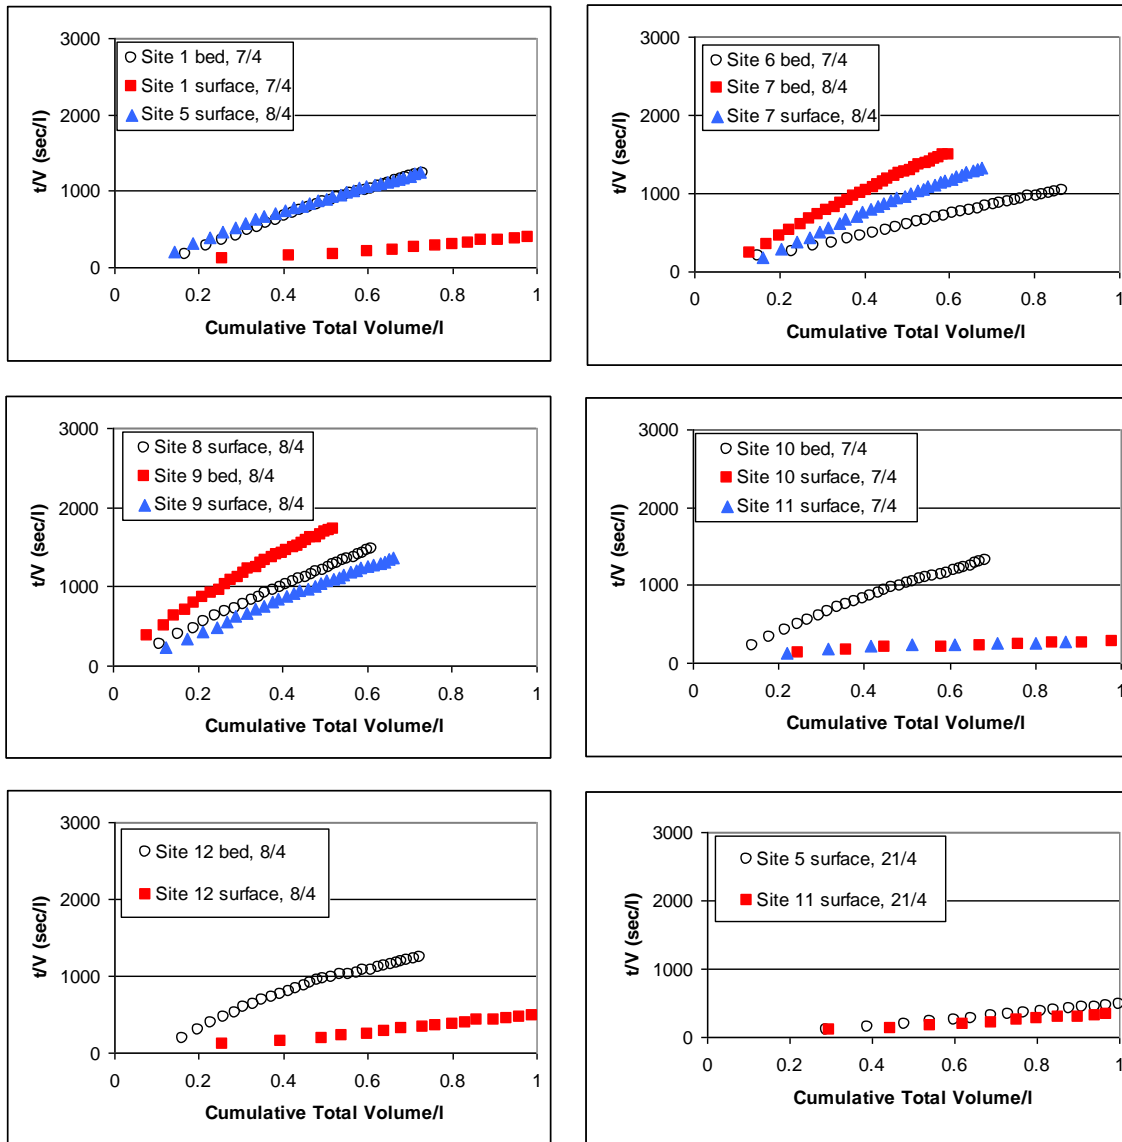 3000
2000
1000
0
t/V (sec/l)
Site 1 bed, 7/4
Site 1 surface, 7/4
Site 5 surface, 8/4
0 0.2 0.4 0.6 0.8 1
Cumulative Total Volume/l
3000
2000
1000
0
t/V (sec/l)
Site 6 bed, 7/4
Site 7 bed, 8/4
Site 7 surface, 8/4
0 0.2 0.4 0.6 0.8 1
Cumulative Total Volume/l
3000
2000
1000
0
t/V (sec/l)
Site 8 surface, 8/4
Site 9 bed, 8/4
Site 9 surface, 8/4
0 0.2 0.4 0.6 0.8 1
Cumulative Total Volume/l
3000
2000
1000
0
t/V (sec/l)
Site 10 bed, 7/4
Site 10 surface, 7/4
Site 11 surface, 7/4
0 0.2 0.4 0.6 0.8 1
Cumulative Total Volume/l
3000
2000
1000
0
t/V (sec/l)
Site 12 bed, 8/4
Site 12 surface, 8/4
0 0.2 0.4 0.6 0.8 1
Cumulative Total Volume/l
3000
2000
1000
0
t/V (sec/l)
Site 5 surface, 21/4
Site 11 surface, 21/4
0 0.2 0.4 0.6 0.8 1
Cumulative Total Volume/l